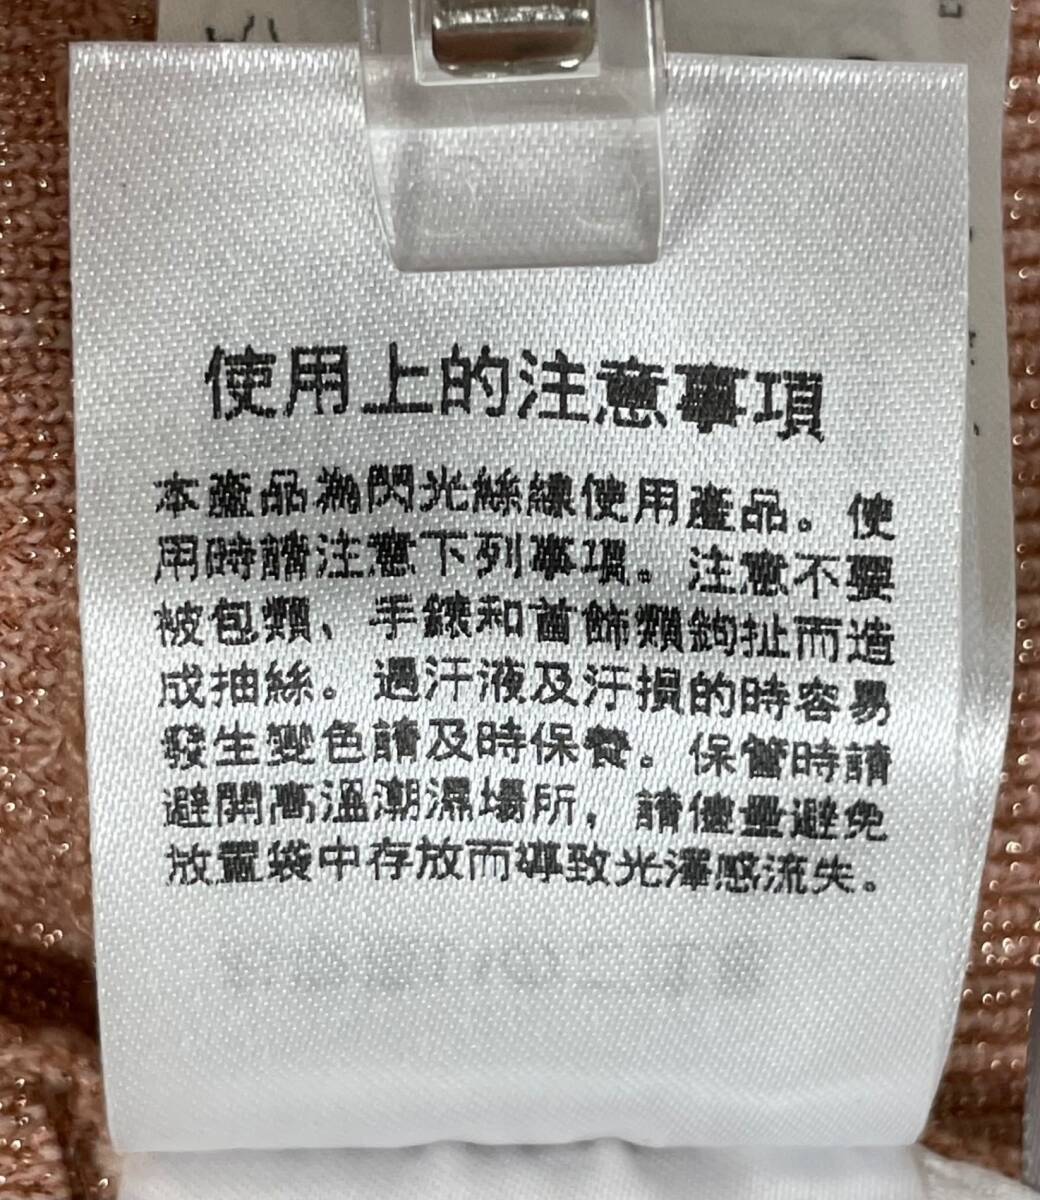 使用上的注意事項
本產品為閃光絲線使用產品。使
用時請注意下列事項。注意不要
被包類、手錶和首飾類鉤扯而造
成抽絲。過汗液及汙損的時容易
發生變色請及時保養。保管時請
避開高溫潮濕場所，請儘量避免
放置袋中存放而導致光澤感流失。